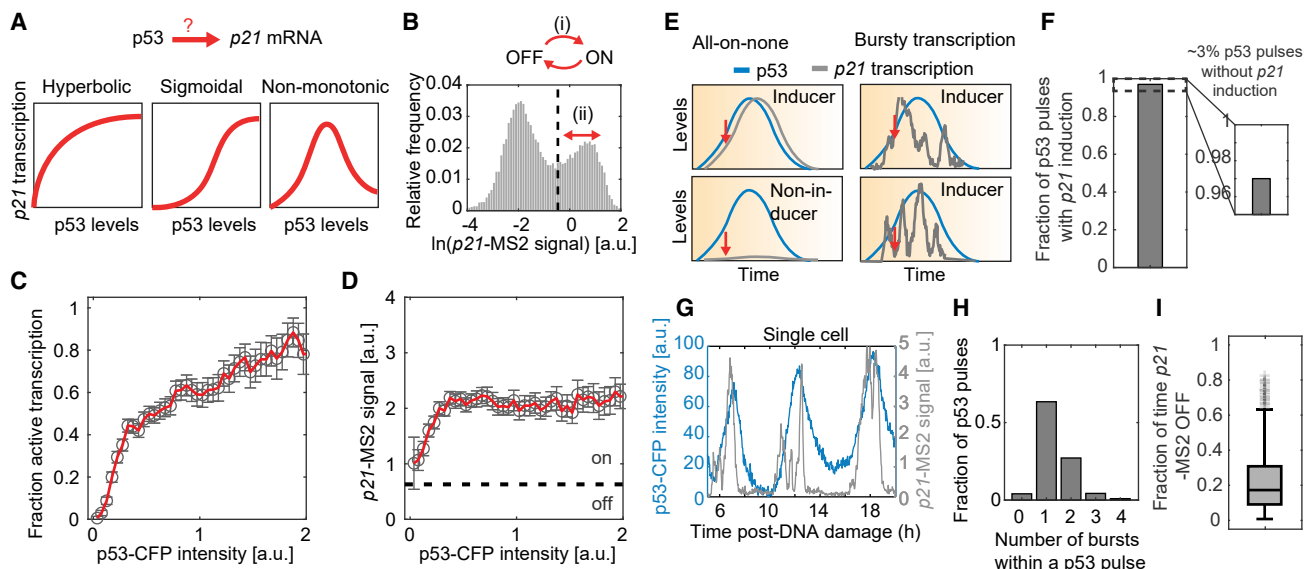 A
p53 ? p21 mRNA
Hyperbolic Sigmoidal Non-monotonic
p21 transcription
p53 levels p53 levels p53 levels
B
(i)
OFF ON
(ii)
Relative frequency
0.04
0.03
0.02
0.01
0
-4 -2 0 2
ln(p21-MS2 signal) [a.u.]
C
Fraction active transcription
1
0.8
0.6
0.4
0.2
0
0 1 2
p53-CFP intensity [a.u.]
D
p21-MS2 signal [a.u.]
4
3
2
1
0
on
off
0 1 2
p53-CFP intensity [a.u.]
E
All-on-none Bursty transcription
p53 p21 transcription
Levels
Inducer Inducer
Levels
Non-in-
ducer
Inducer
Time Time
F
~3% p53 pulses
without p21
induction
Fraction of p53 pulses
with p21 induction
1
0.8
0.6
0.4
0.2
0
1
0.98
0.96
G
Single cell
p53-CFP intensity [a.u.]
100
80
60
40
20
0
5
4
3
2
1
0
p21-MS2 signal [a.u.]
6 10 14 18
Time post-DNA damage (h)
H
Fraction of p53 pulses
1
0
0 1 2 3 4
Number of bursts
within a p53 pulse
I
Fraction of time p21
-MS2 OFF
1
0.8
0.6
0.4
0.2
0